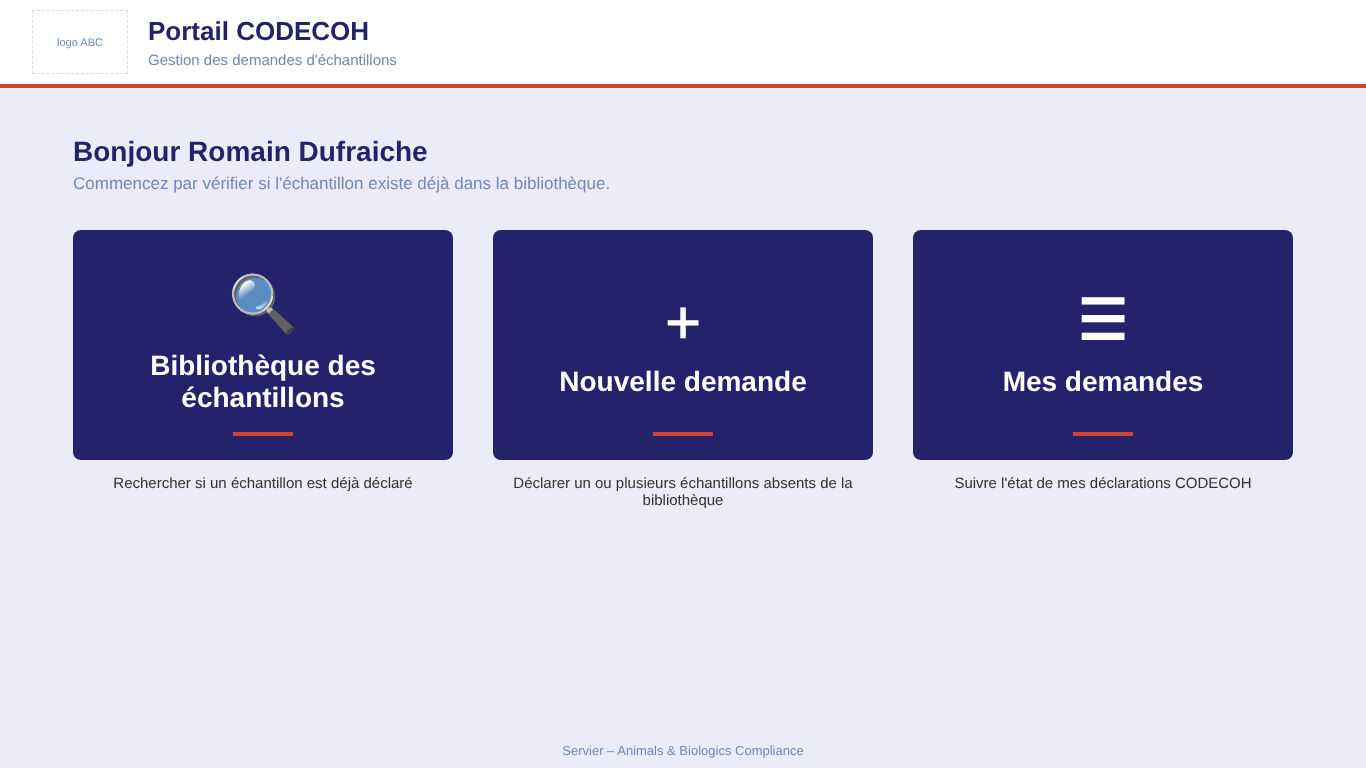 logo ABC
Portail CODECOH
Gestion des demandes d'échantillons
Bonjour Romain Dufraiche
Commencez par vérifier si l'échantillon existe déjà dans la bibliothèque.
Bibliothèque des
échantillons
Rechercher si un échantillon est déjà déclaré
+
Nouvelle demande
Déclarer un ou plusieurs échantillons absents de la
bibliothèque
Mes demandes
Suivre l'état de mes déclarations CODECOH
Servier – Animals & Biologics Compliance